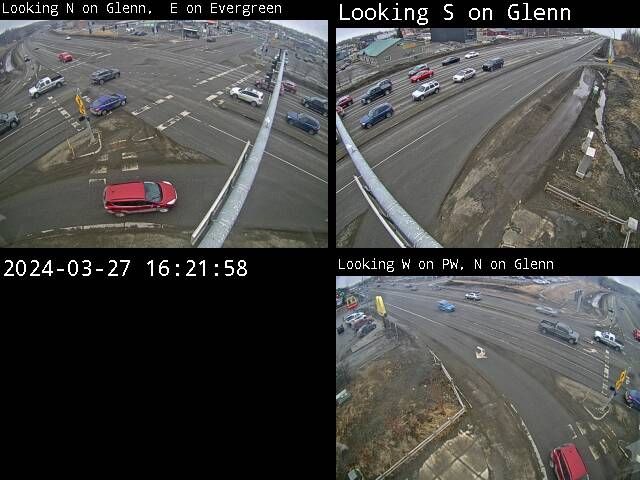 Looking N on Glenn,  E on Evergreen
Looking S on Glenn
2024-03-27 16:21:58
Looking W on PW, N on Glenn